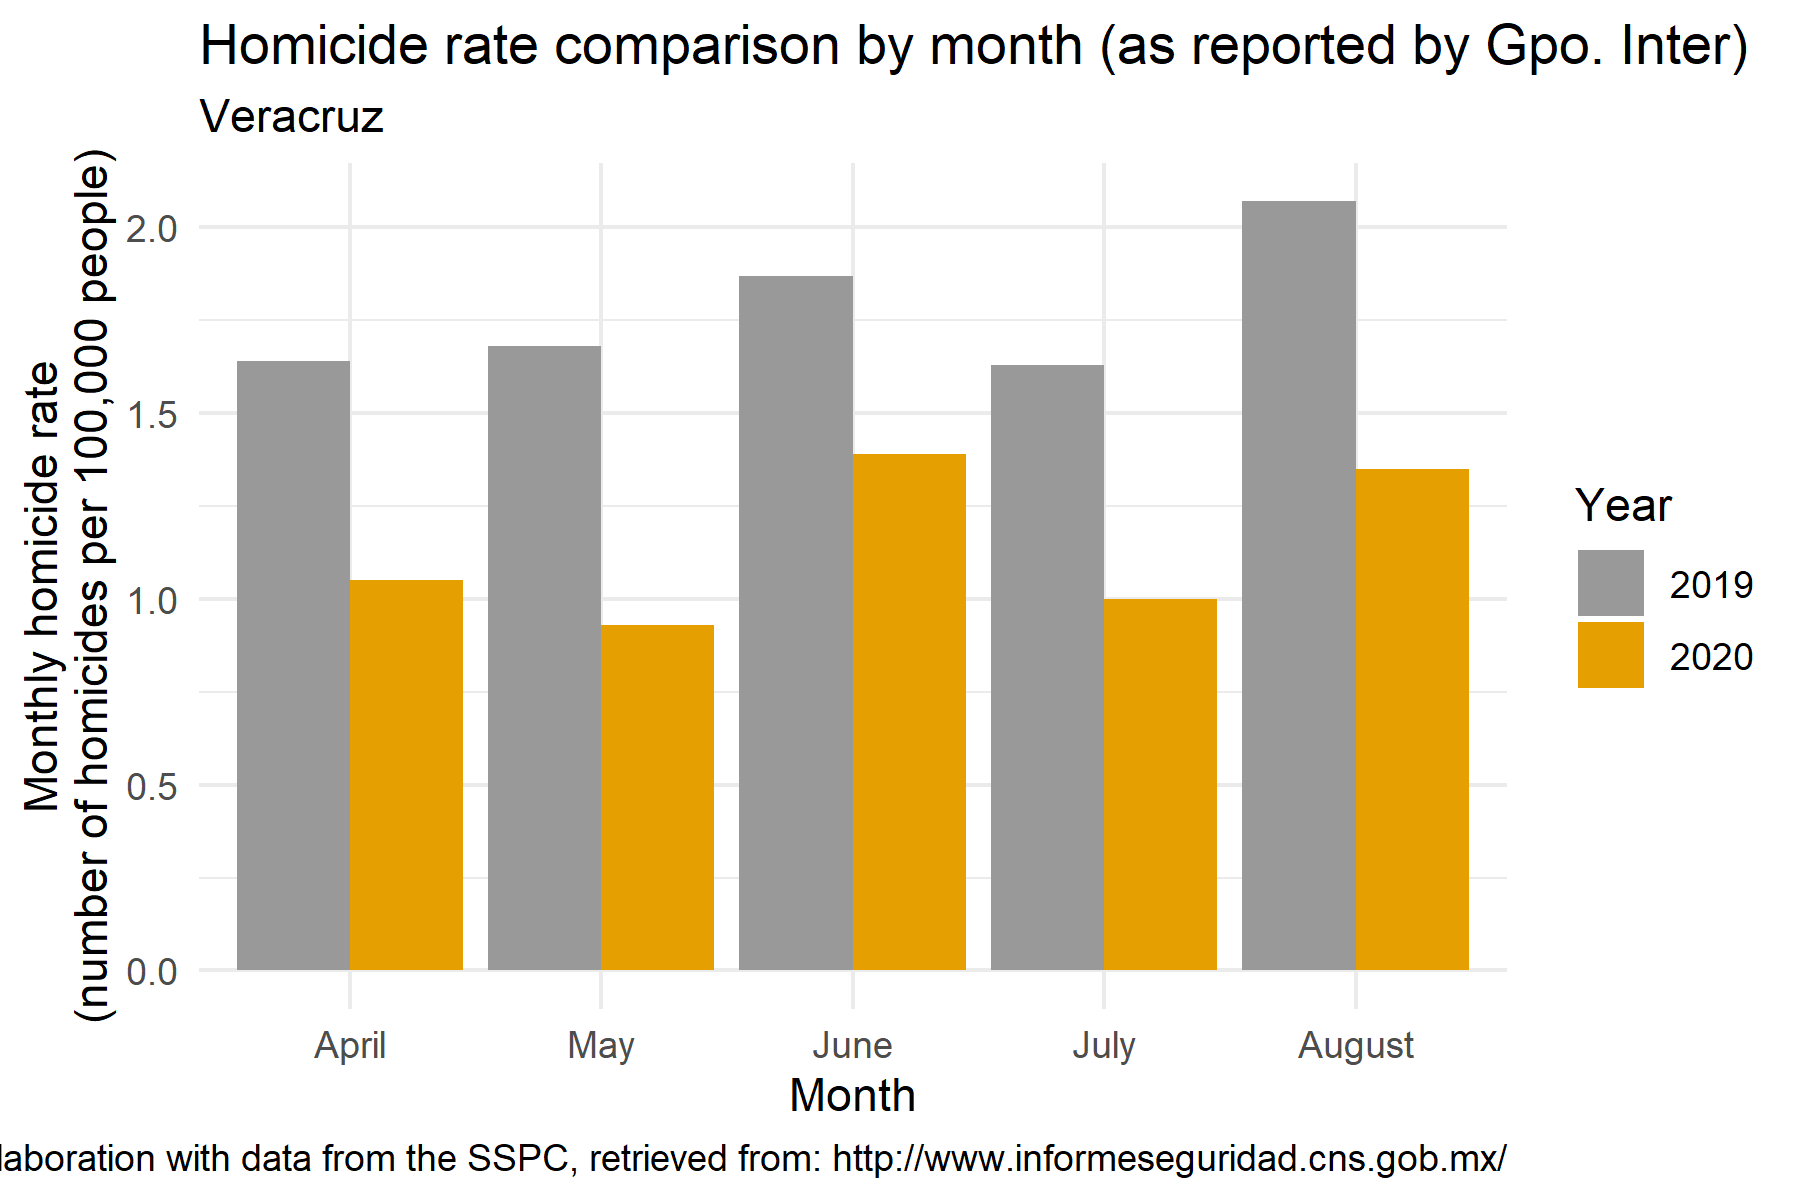 Homicide rate comparison by month (as reported by Gpo. Inter)
Veracruz
Monthly homicide rate
(number of homicides per 100,000 people)
2.0
1.5
1.0
0.5
0.0
April May June July August
Month
Year
2019
2020
laboration with data from the SSPC, retrieved from: http://www.informeseguridad.cns.gob.mx/